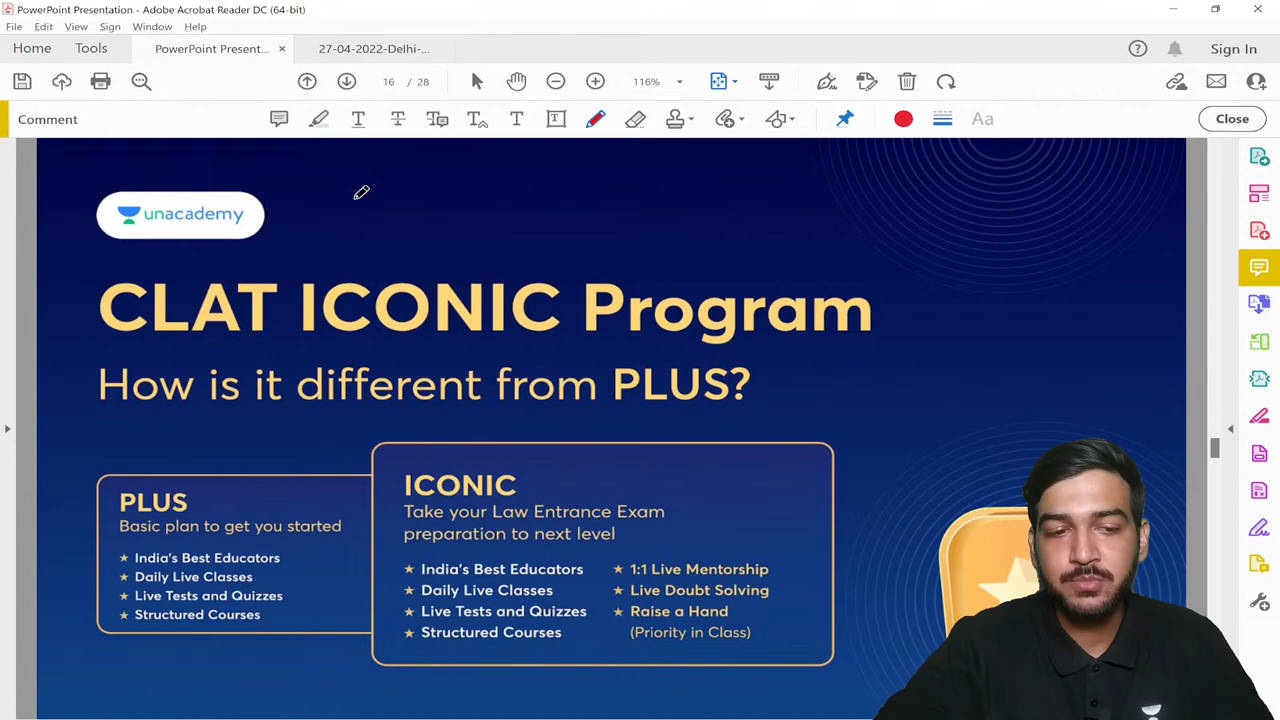 PowerPoint Presentation - Adobe Acrobat Reader DC (64-bit)
File Edit View Sign Window Help
Home Tools PowerPoint Present... × 27-04-2022-Delhi-... Sign In
16 / 28 116%
Comment Aa Close
unacademy
CLAT ICONIC Program
How is it different from PLUS?
PLUS
Basic plan to get you started
★ India's Best Educators
★ Daily Live Classes
★ Live Tests and Quizzes
★ Structured Courses
ICONIC
Take your Law Entrance Exam
preparation to next level
★ India's Best Educators
★ Daily Live Classes
★ Live Tests and Quizzes
★ Structured Courses
★ 1:1 Live Mentorship
★ Live Doubt Solving
★ Raise a Hand
(Priority in Class)